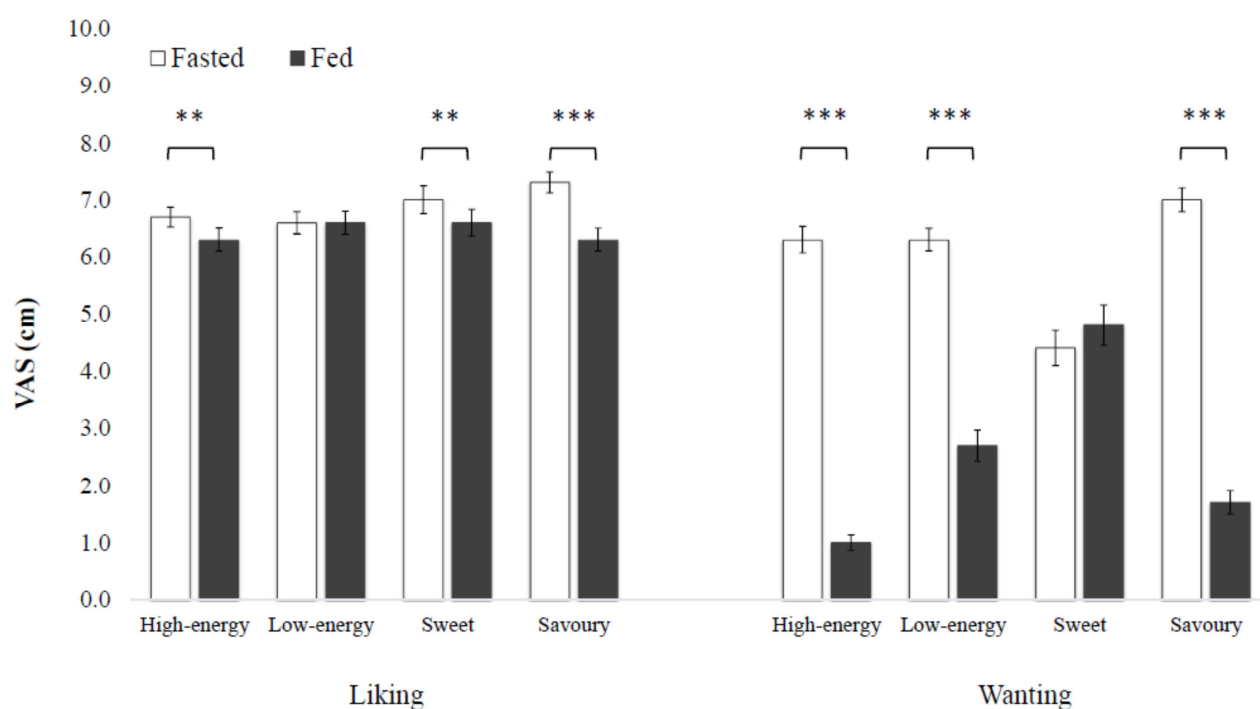 10.0
Fasted Fed
9.0
** ** *** *** *** ***
8.0
7.0
6.0
5.0
4.0
3.0
2.0
1.0
0.0
VAS (cm)
High-energy Low-energy Sweet Savoury High-energy Low-energy Sweet Savoury
Liking Wanting